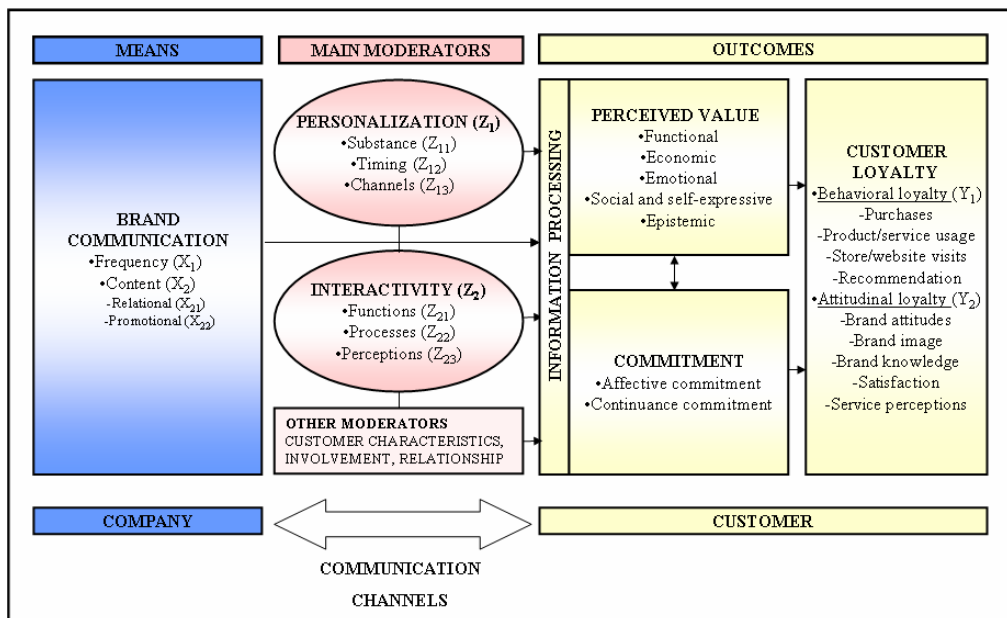 MEANS
MAIN MODERATORS
OUTCOMES
BRAND
COMMUNICATION
•Frequency (X1)
•Content (X2)
-Relational (X21)
-Promotional (X22)
PERSONALIZATION (Z1)
•Substance (Z11)
•Timing (Z12)
•Channels (Z13)
INTERACTIVITY (Z2)
•Functions (Z21)
•Processes (Z22)
•Perceptions (Z23)
OTHER MODERATORS
CUSTOMER CHARACTERISTICS,
INVOLVEMENT, RELATIONSHIP
INFORMATION PROCESSING
PERCEIVED VALUE
•Functional
•Economic
•Emotional
•Social and self-expressive
•Epistemic
COMMITMENT
•Affective commitment
•Continuance commitment
CUSTOMER
LOYALTY
•Behavioral loyalty (Y1)
-Purchases
-Product/service usage
-Store/website visits
-Recommendation
•Attitudinal loyalty (Y2)
-Brand attitudes
-Brand image
-Brand knowledge
-Satisfaction
-Service perceptions
COMPANY
COMMUNICATION
CHANNELS
CUSTOMER